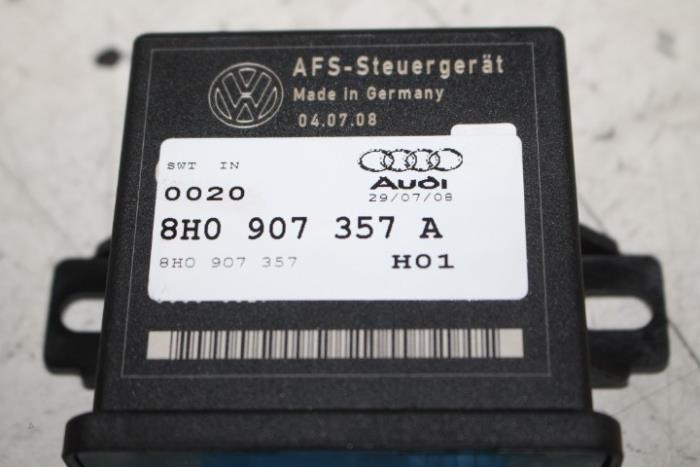 AFS-Steuergerät
Made in Germany
04.07.08
SWT IN
0020
Audi
29/07/08
8H0 907 357 A
8H0 907 357 H01